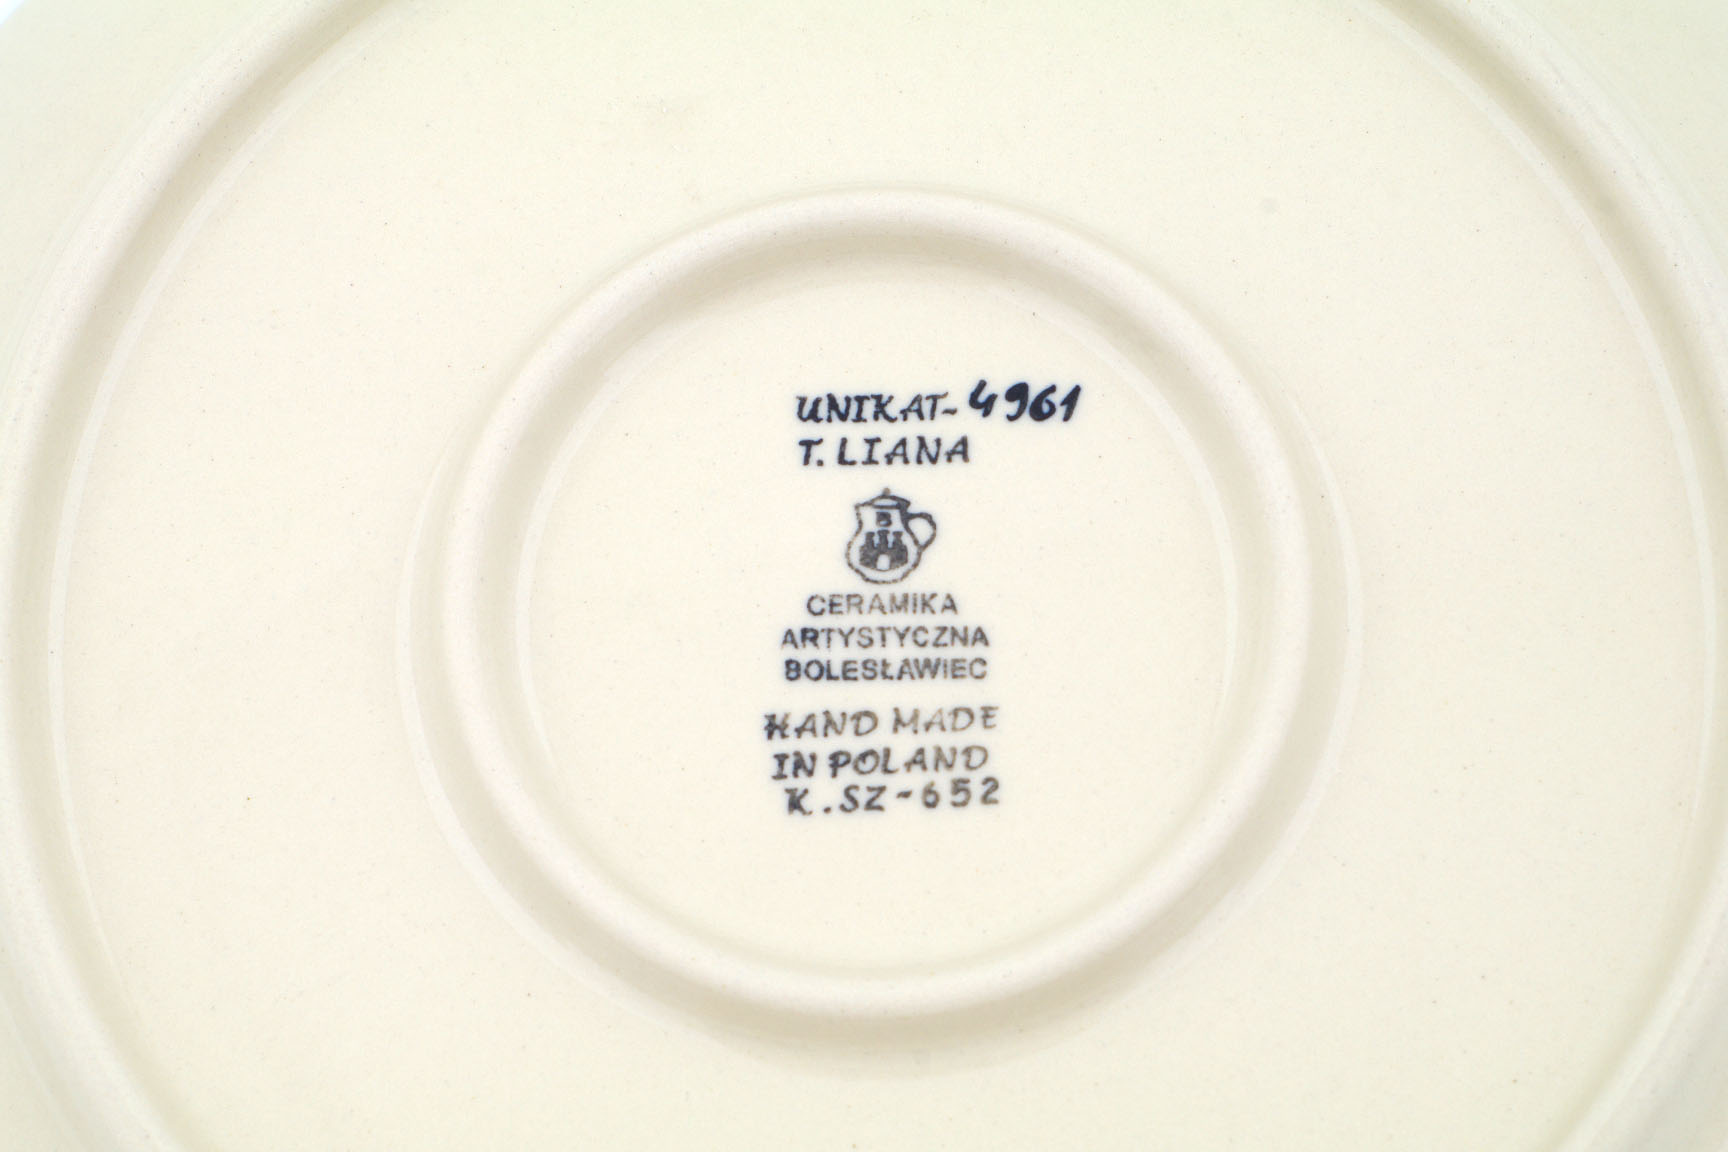 UNIKAT-4961
T. LIANA
B
CERAMIKA
ARTYSTYCZNA
BOLESŁAWIEC
HAND MADE
IN POLAND
K.SZ-652